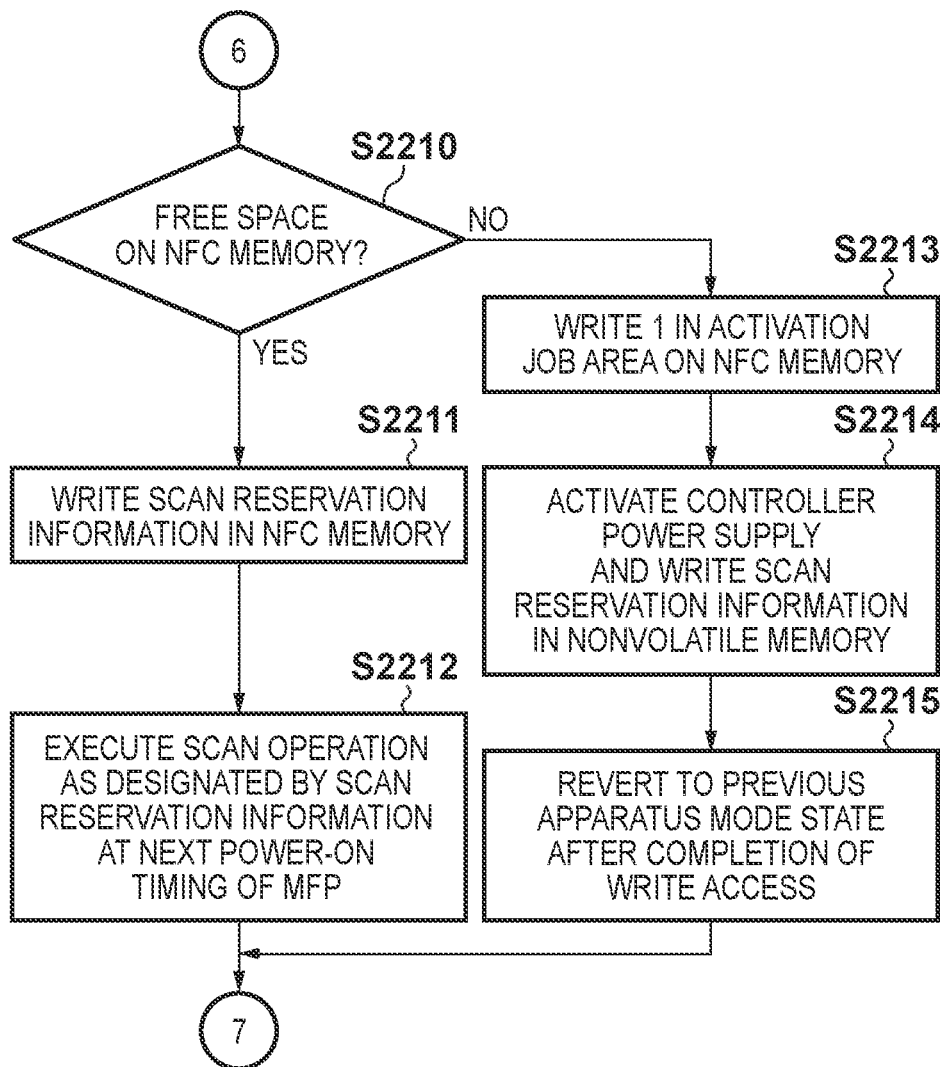 6
S2210
FREE SPACE
ON NFC MEMORY?
NO
YES
S2213
WRITE 1 IN ACTIVATION
JOB AREA ON NFC MEMORY
S2211
WRITE SCAN RESERVATION
INFORMATION IN NFC MEMORY
S2214
ACTIVATE CONTROLLER
POWER SUPPLY
AND WRITE SCAN
RESERVATION INFORMATION
IN NONVOLATILE MEMORY
S2212
EXECUTE SCAN OPERATION
AS DESIGNATED BY SCAN
RESERVATION INFORMATION
AT NEXT POWER-ON
TIMING OF MFP
S2215
REVERT TO PREVIOUS
APPARATUS MODE STATE
AFTER COMPLETION OF
WRITE ACCESS
7